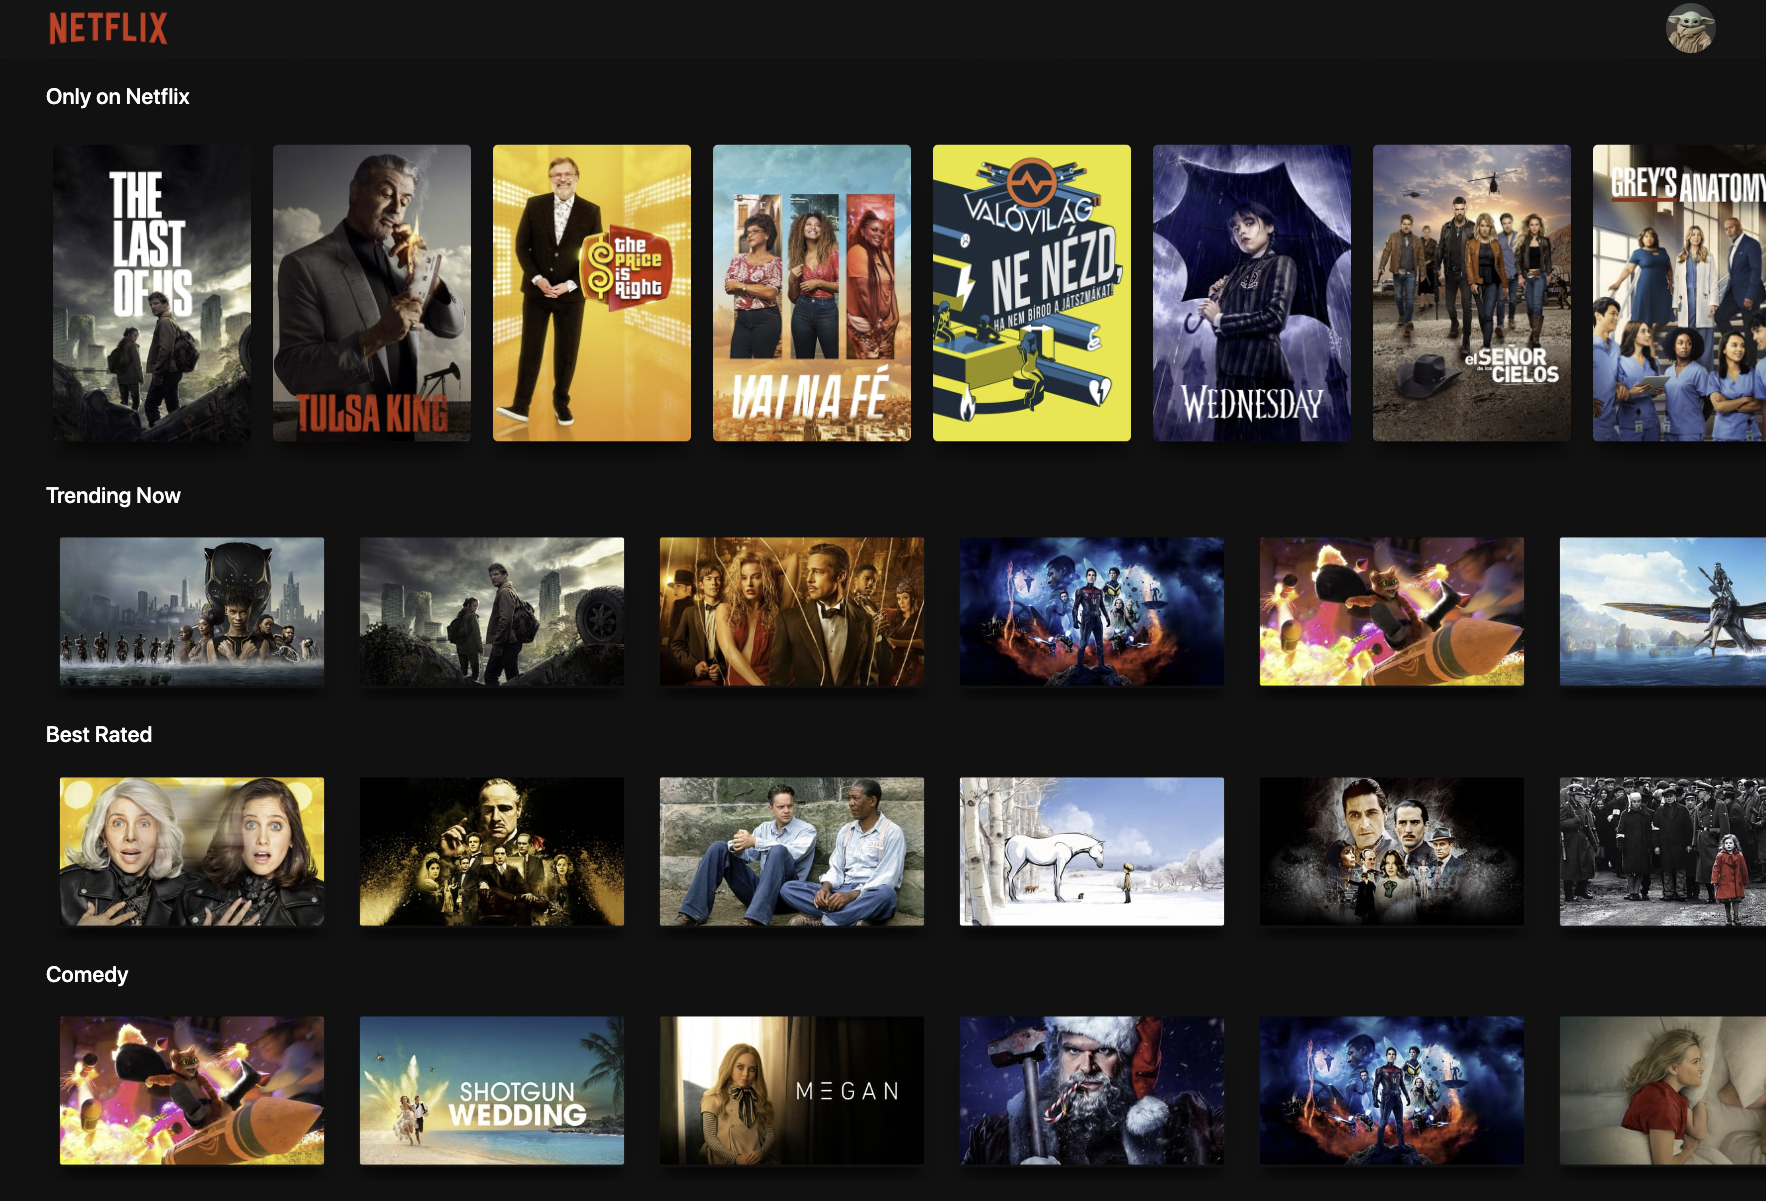 NETFLIX
Only on Netflix
THE
LAST
OF US
TULSA KING
the
PRICE
is
Right
VAI NA FÉ
VALÓVILÁG
NE NÉZD,
HA NEM BÍROD A JÁTSZMÁKAT!
WEDNESDAY
el SEÑOR
de los
CIELOS
GREY'S ANATOMY
Trending Now
Best Rated
Comedy
SHOTGUN
WEDDING
M Ǝ G A N